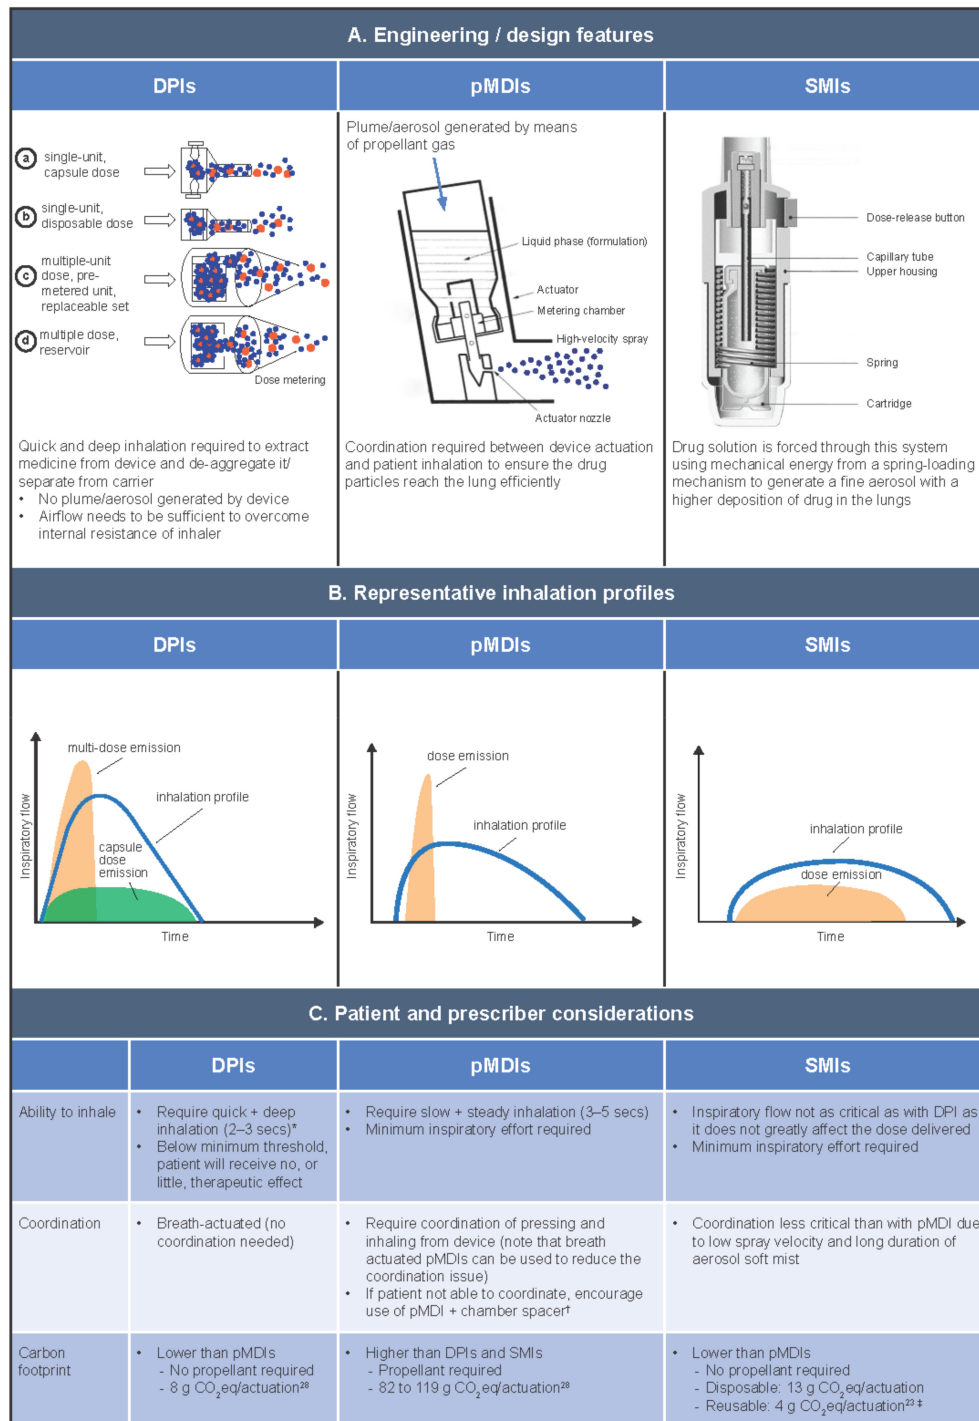 A. Engineering / design features
DPIs
pMDIs
SMIs
a
single-unit,
capsule dose
b
single-unit,
disposable dose
c
multiple-unit
dose, pre-
metered unit,
replaceable set
d
multiple dose,
reservoir
Dose metering
Quick and deep inhalation required to extract
medicine from device and de-aggregate it/
separate from carrier
• No plume/aerosol generated by device
• Airflow needs to be sufficient to overcome
internal resistance of inhaler
Plume/aerosol generated by means
of propellant gas
Liquid phase (formulation)
Actuator
Metering chamber
High-velocity spray
Actuator nozzle
Coordination required between device actuation
and patient inhalation to ensure the drug
particles reach the lung efficiently
Dose-release button
Capillary tube
Upper housing
Spring
Cartridge
Drug solution is forced through this system
using mechanical energy from a spring-loading
mechanism to generate a fine aerosol with a
higher deposition of drug in the lungs
B. Representative inhalation profiles
DPIs
pMDIs
SMIs
Inspiratory flow
multi-dose emission
inhalation profile
capsule
dose
emission
Time
Inspiratory flow
dose emission
inhalation profile
Time
Inspiratory flow
inhalation profile
dose emission
Time
C. Patient and prescriber considerations
DPIs
pMDIs
SMIs
Ability to inhale
• Require quick + deep
inhalation (2–3 secs)*
• Below minimum threshold,
patient will receive no, or
little, therapeutic effect
• Require slow + steady inhalation (3–5 secs)
• Minimum inspiratory effort required
• Inspiratory flow not as critical as with DPI as
it does not greatly affect the dose delivered
• Minimum inspiratory effort required
Coordination
• Breath-actuated (no
coordination needed)
• Require coordination of pressing and
inhaling from device (note that breath
actuated pMDIs can be used to reduce the
coordination issue)
• If patient not able to coordinate, encourage
use of pMDI + chamber spacer†
• Coordination less critical than with pMDI due
to low spray velocity and long duration of
aerosol soft mist
Carbon
footprint
• Lower than pMDIs
- No propellant required
- 8 g CO₂eq/actuation²⁸
• Higher than DPIs and SMIs
- Propellant required
- 82 to 119 g CO₂eq/actuation²⁸
• Lower than pMDIs
- No propellant required
- Disposable: 13 g CO₂eq/actuation
- Reusable: 4 g CO₂eq/actuation²³ ‡